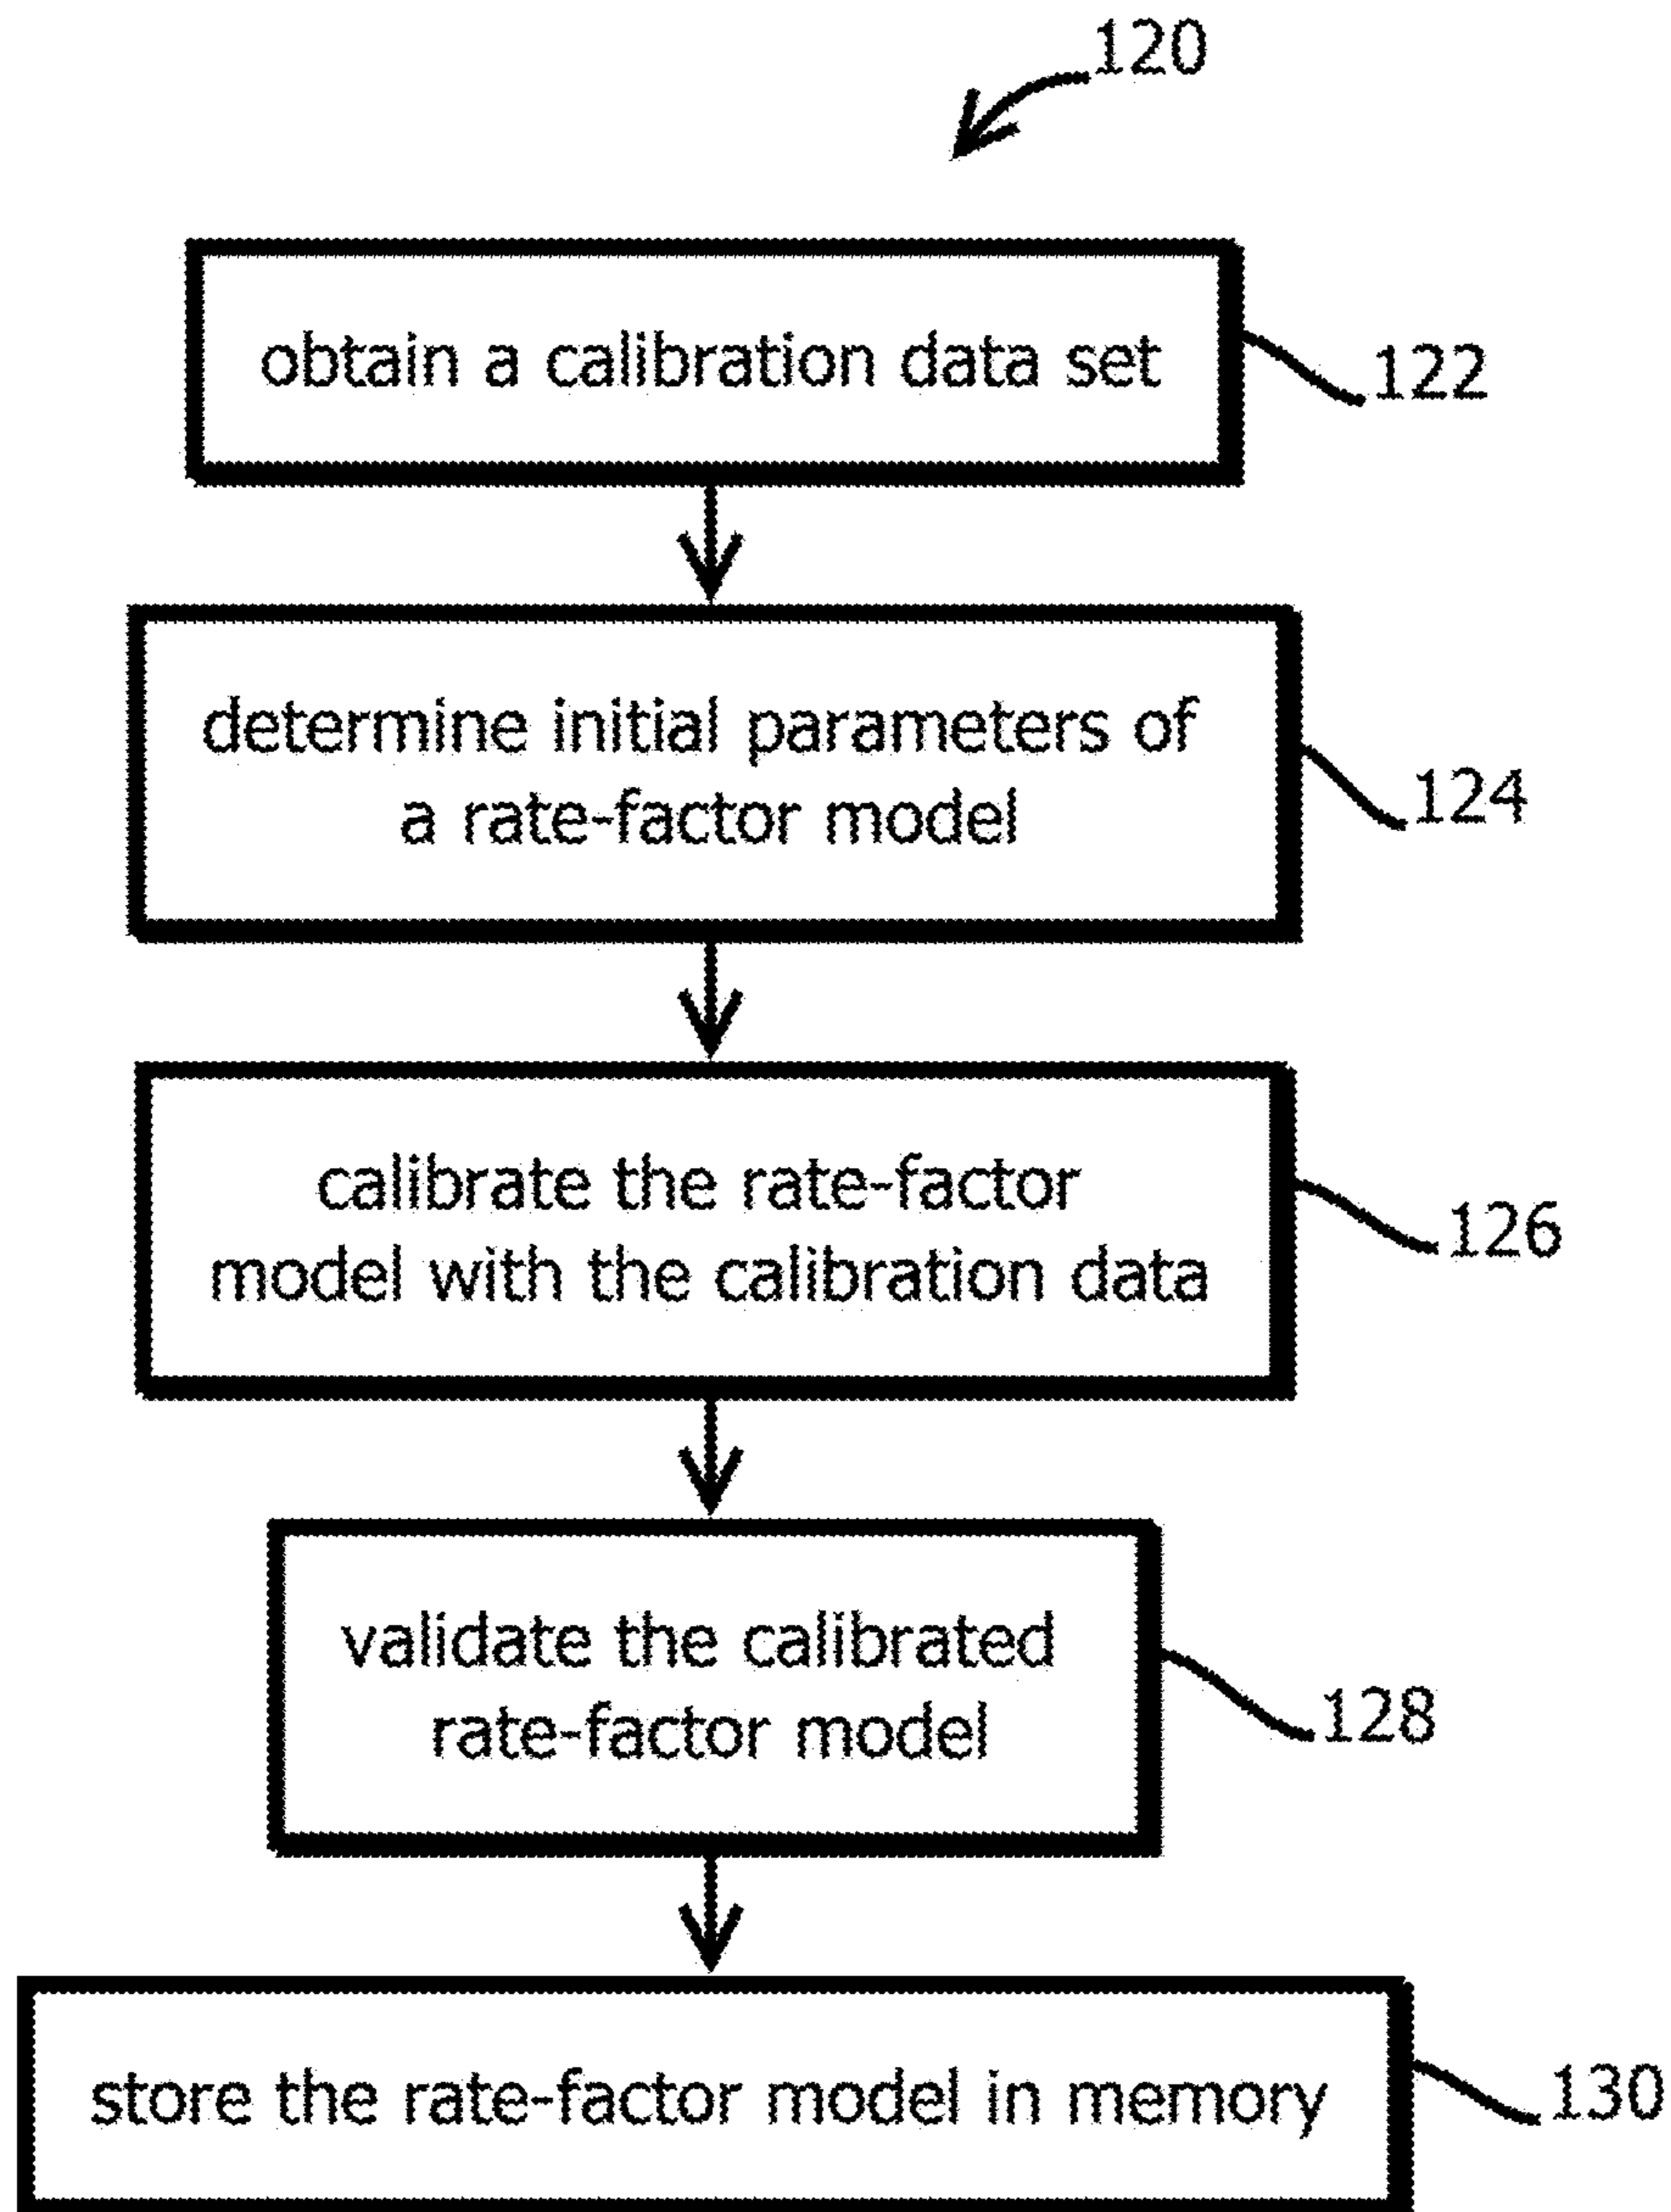 120
obtain a calibration data set
122
determine initial parameters of
a rate-factor model
124
calibrate the rate-factor
model with the calibration data
126
validate the calibrated
rate-factor model
128
store the rate-factor model in memory
130